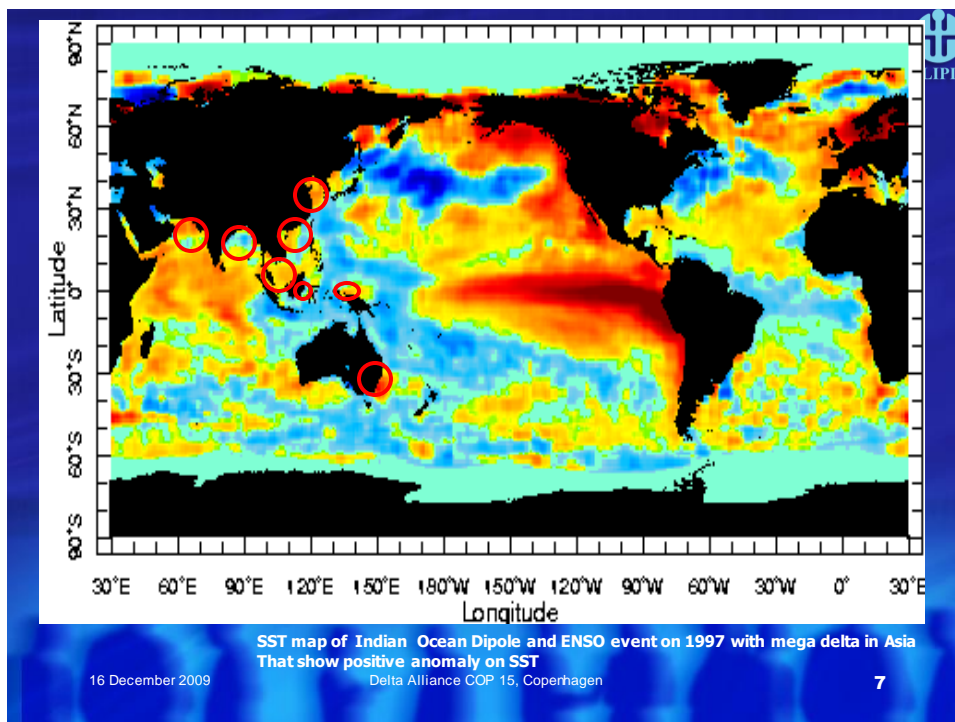 LIPI
90°N
60°N
30°N
0°
30°S
60°S
90°S
Latitude
30°E 60°E 90°E 120°E 150°E 180°W 150°W 120°W 90°W 60°W 30°W 0° 30°E
Longitude
SST map of Indian Ocean Dipole and ENSO event on 1997 with mega delta in Asia
That show positive anomaly on SST
16 December 2009 Delta Alliance COP 15, Copenhagen 7